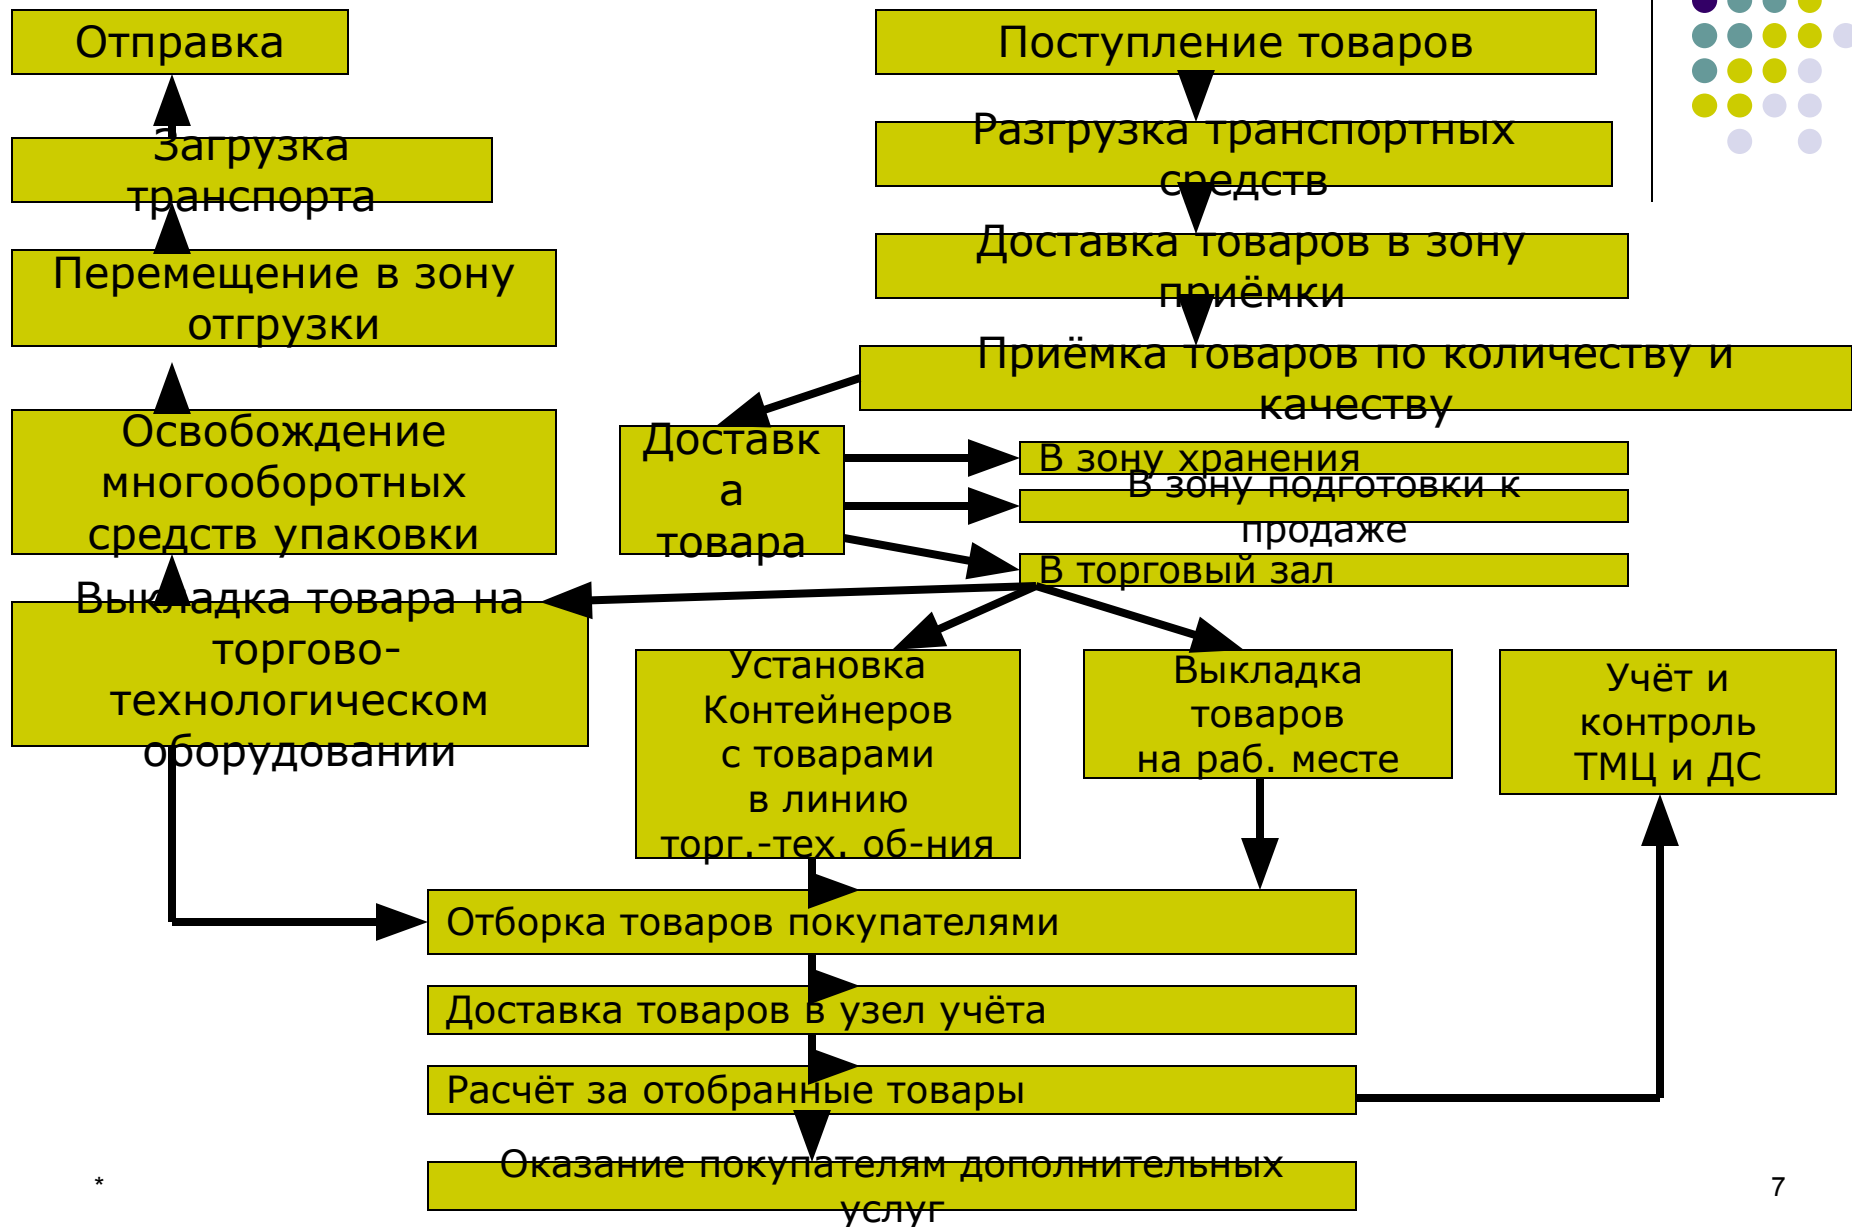 Отправка
Загрузка
транспорта
Перемещение в зону
отгрузки
Освобождение
многооборотных
средств упаковки
Выкладка товара на
торгово-
технологическом
оборудовании
Поступление товаров
Разгрузка транспортных
средств
Доставка товаров в зону
приёмки
Приёмка товаров по количеству и
качеству
Доставк
а
товара
В зону хранения
В зону подготовки к
продаже
В торговый зал
Установка
Контейнеров
с товарами
в линию
торг.-тех. об-ния
Выкладка
товаров
на раб. месте
Учёт и
контроль
ТМЦ и ДС
Отборка товаров покупателями
Доставка товаров в узел учёта
Расчёт за отобранные товары
Оказание покупателям дополнительных
услуг
*
7